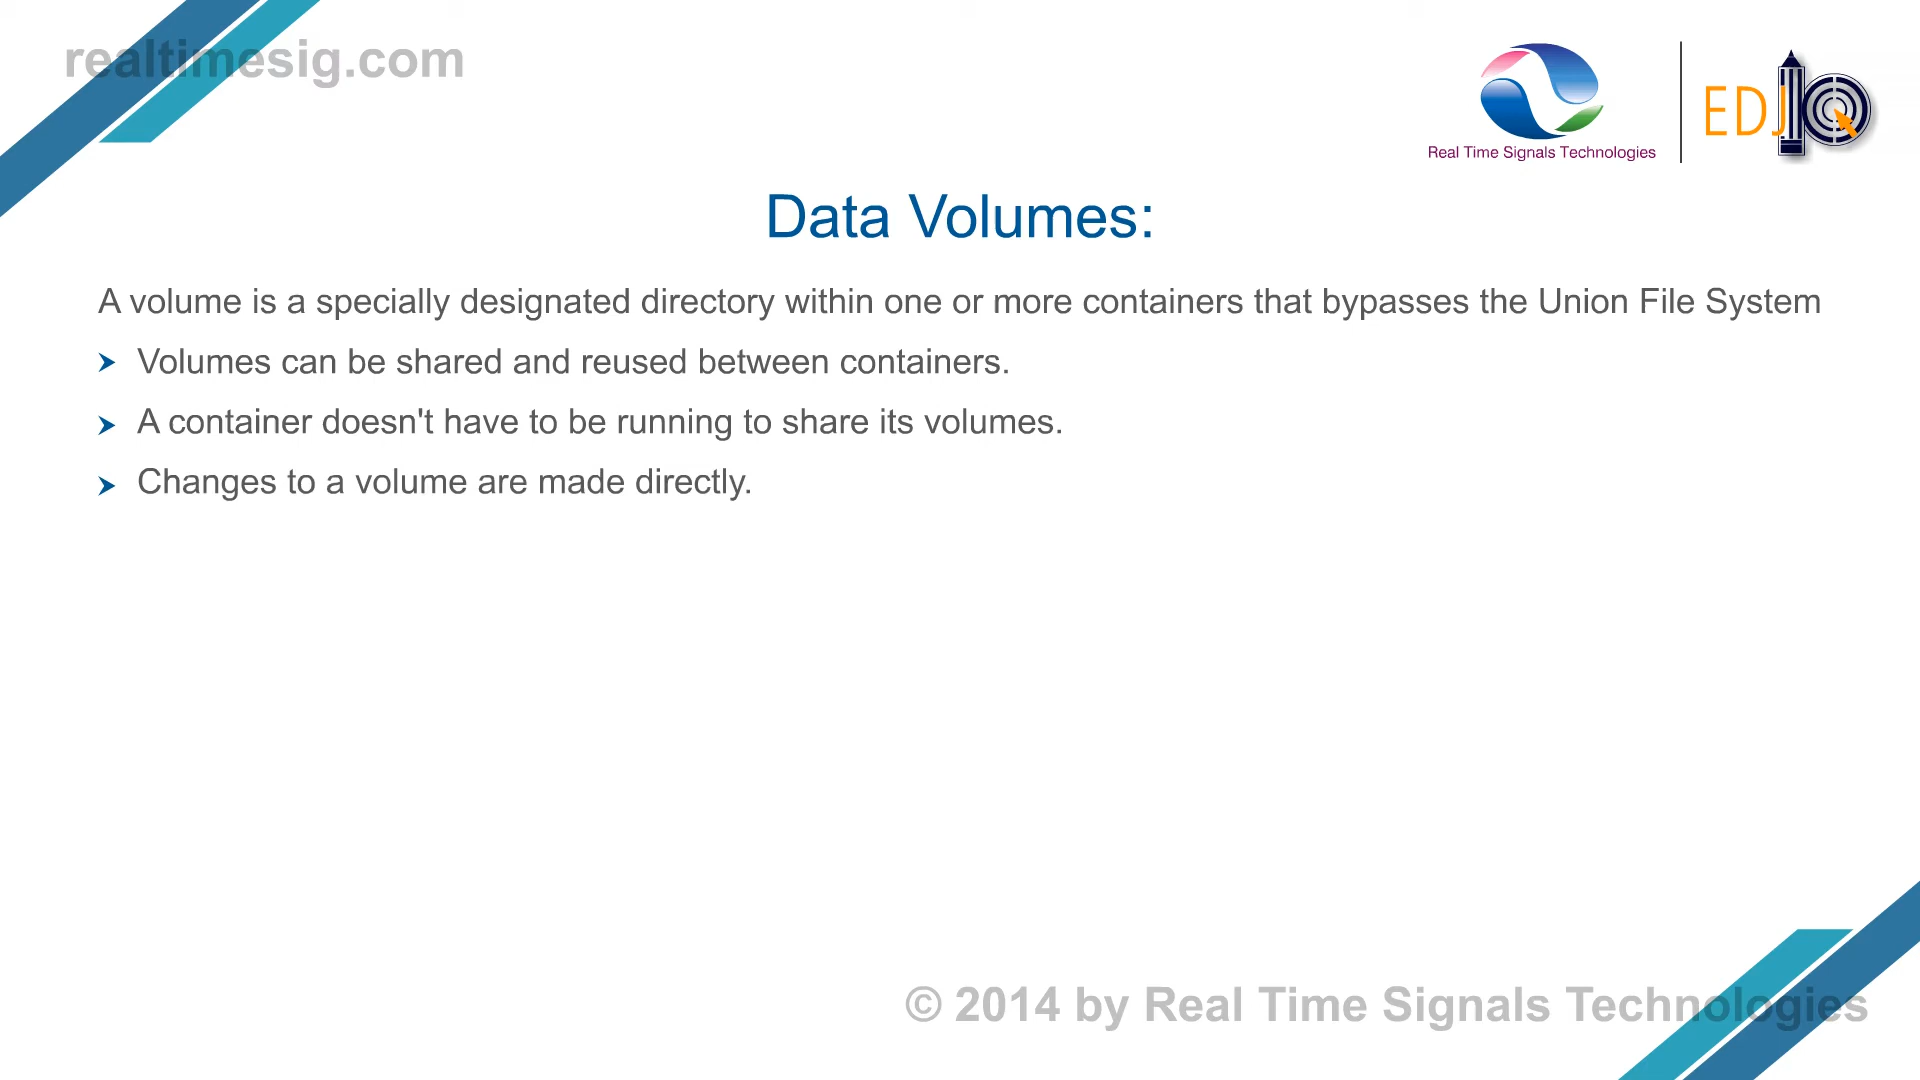 realtimesig.com
Real Time Signals Technologies
EDJIQ
Data Volumes:
A volume is a specially designated directory within one or more containers that bypasses the Union File System
Volumes can be shared and reused between containers.
A container doesn't have to be running to share its volumes.
Changes to a volume are made directly.
© 2014 by Real Time Signals Technologies